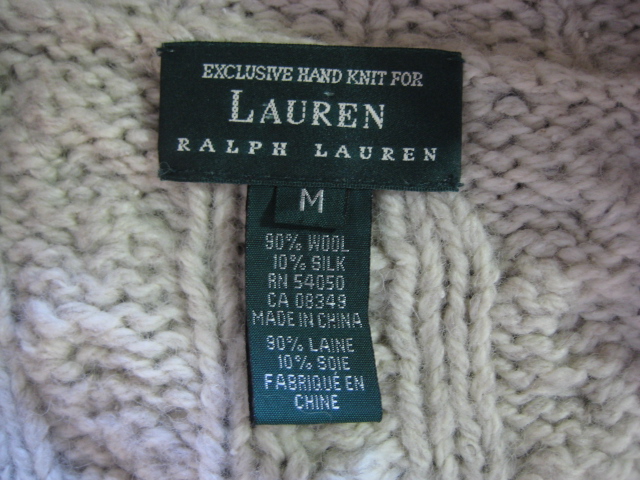 EXCLUSIVE HAND KNIT FOR
LAUREN
RALPH LAUREN
M
90% WOOL
10% SILK
RN 54050
CA 08349
MADE IN CHINA
90% LAINE
10% SOIE
FABRIQUÉ EN
CHINE